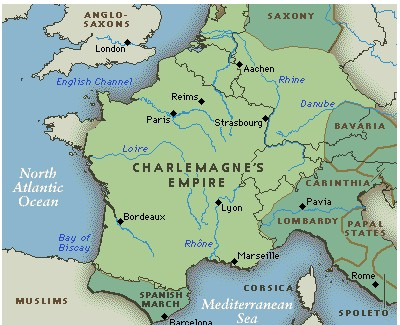 ANGLO-
SAXONS
London
SAXONY
English Channel
Aachen
Rhine
Reims
Paris
Strasbourg
Danube
BAVARIA
Loire
CHARLEMAGNE'S
EMPIRE
North
Atlantic
Ocean
CARINTHIA
Lyon
Pavia
LOMBARDY
PAPAL
STATES
Bordeaux
Bay of
Biscay
Rhône
Marseille
CORSICA
Rome
MUSLIMS
SPANISH
MARCH
Mediterranean
Sea
SPOLETO
Barcelona